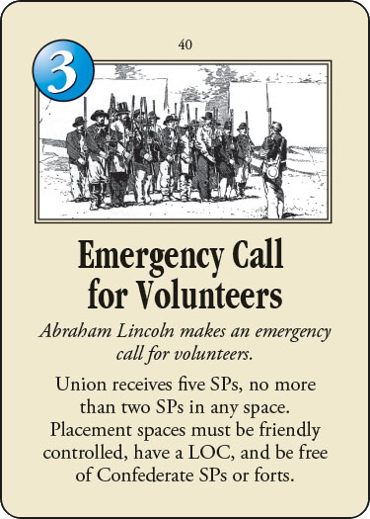 40
3
Emergency Call
for Volunteers
Abraham Lincoln makes an emergency
call for volunteers.
Union receives five SPs, no more
than two SPs in any space.
Placement spaces must be friendly
controlled, have a LOC, and be free
of Confederate SPs or forts.